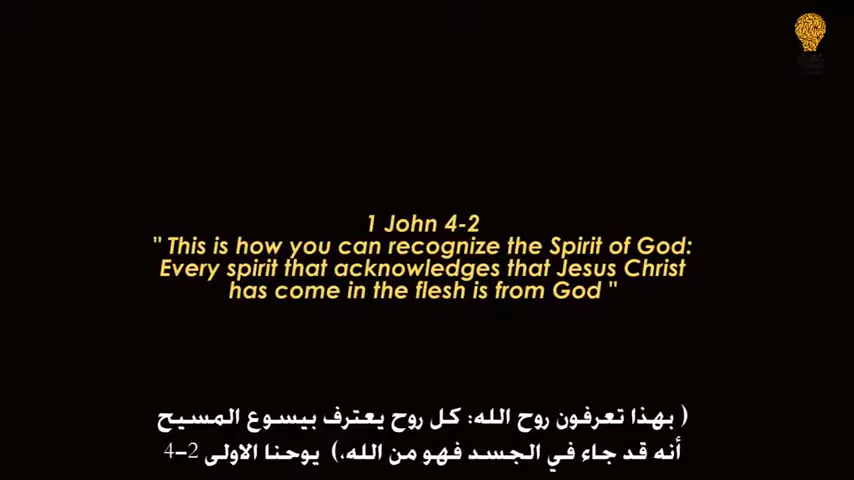 1 John 4-2
" This is how you can recognize the Spirit of God:
Every spirit that acknowledges that Jesus Christ
has come in the flesh is from God "
( بهذا تعرفون روح الله: كل روح يعترف بيسوع المسيح
أنه قد جاء في الجسد فهو من الله،) يوحنا الاولى 2-4